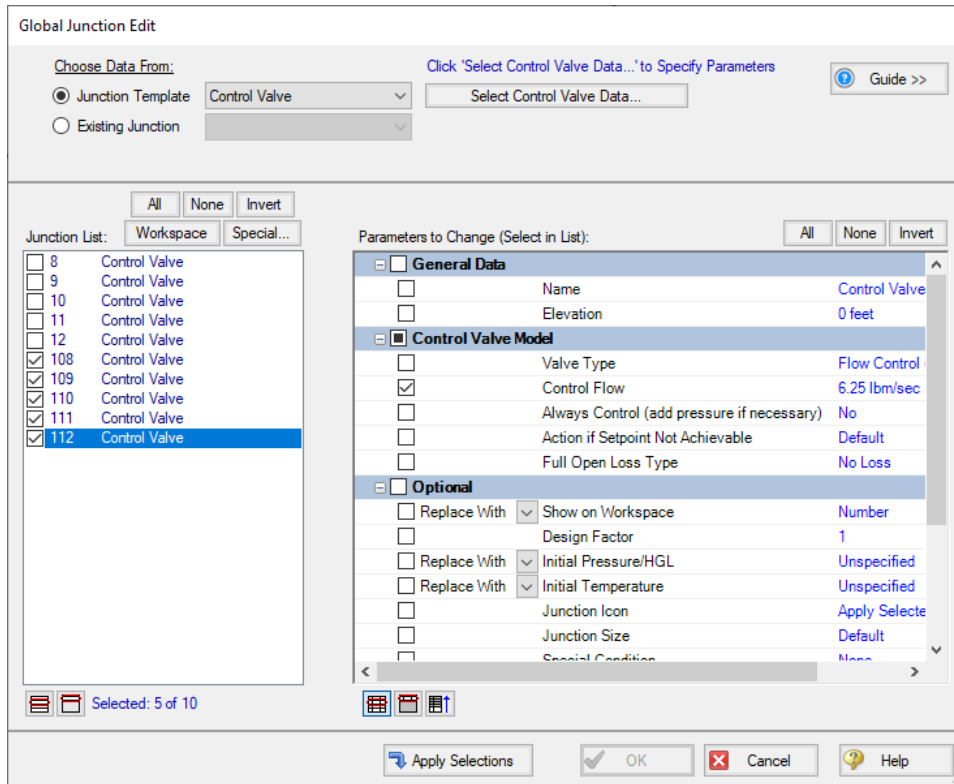 Global Junction Edit
Choose Data From:
Click 'Select Control Valve Data...' to Specify Parameters
Junction Template Control Valve Select Control Valve Data... Guide >>
Existing Junction
All None Invert
Junction List: Workspace Special... Parameters to Change (Select in List): All None Invert
8 Control Valve
9 Control Valve
10 Control Valve
11 Control Valve
12 Control Valve
108 Control Valve
109 Control Valve
110 Control Valve
111 Control Valve
112 Control Valve
General Data
Name Control Valve
Elevation 0 feet
Control Valve Model
Valve Type Flow Control
Control Flow 6.25 lbm/sec
Always Control (add pressure if necessary) No
Action if Setpoint Not Achievable Default
Full Open Loss Type No Loss
Optional
Replace With Show on Workspace Number
Design Factor 1
Replace With Initial Pressure/HGL Unspecified
Replace With Initial Temperature Unspecified
Junction Icon Apply Selecte
Junction Size Default
Special Condition None
Selected: 5 of 10
Apply Selections OK Cancel Help